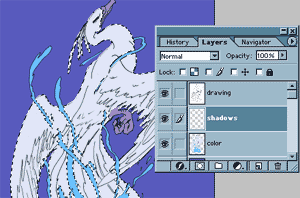 History Layers Navigator
Normal Opacity: 100%
Lock:
drawing
shadows
color